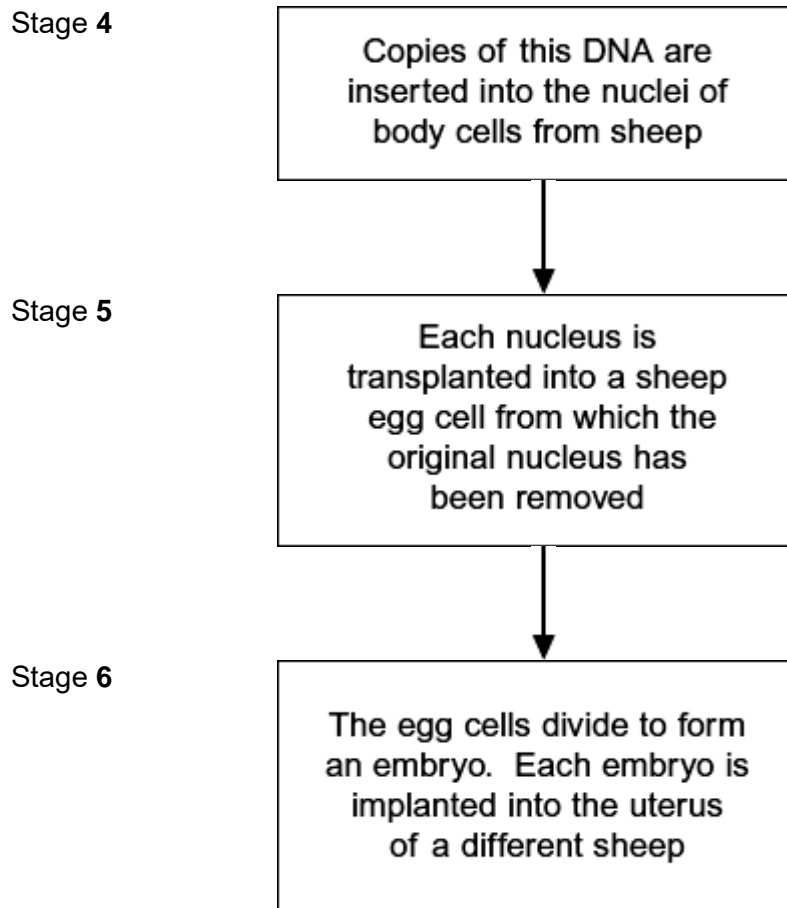 Stage 4
Copies of this DNA are
inserted into the nuclei of
body cells from sheep
Stage 5
Each nucleus is
transplanted into a sheep
egg cell from which the
original nucleus has
been removed
Stage 6
The egg cells divide to form
an embryo. Each embryo is
implanted into the uterus
of a different sheep